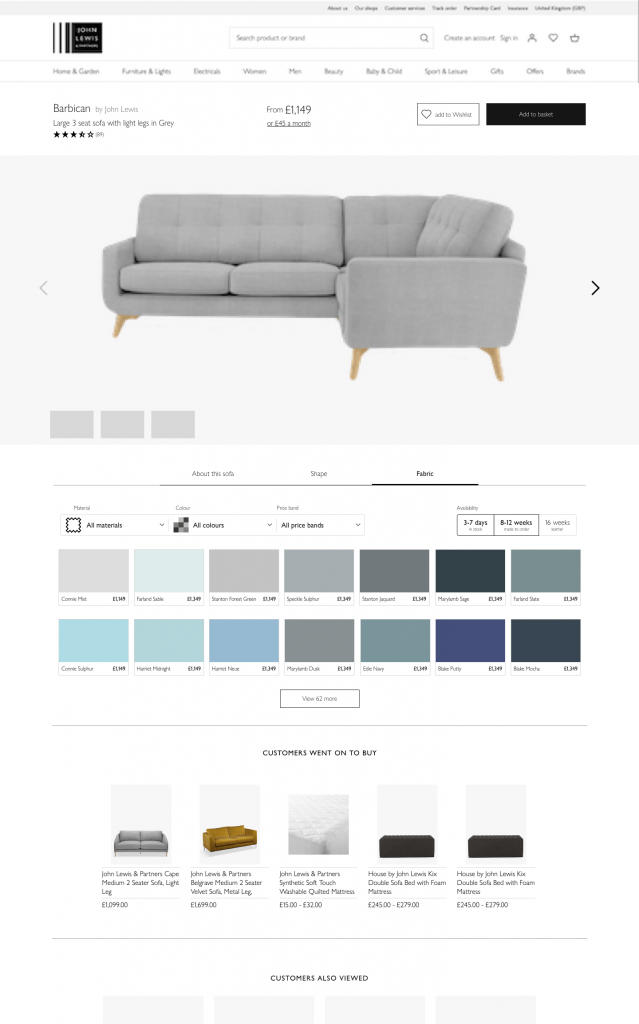 About us Our shops Customer services Track order Partnership Card Insurance United Kingdom (GBP)
JOHN
LEWIS
& PARTNERS
Search product or brand
Create an account Sign in
Home & Garden Furniture & Lights Electricals Women Men Beauty Baby & Child Sport & Leisure Gifts Offers Brands
Barbican by John Lewis
Large 3 seat sofa with light legs in Grey
(89)
From £1,149
or £45 a month
add to Wishlist
Add to basket
About this sofa Shape Fabric
Material Colour Price band Availability
All materials All colours All price bands
3-7 days 8-12 weeks 16 weeks
in stock made to order
Connie Mist £1,149 Farland Sable £1,349 Stanton Forest Green £1,349 Speckle Sulphur £1,349 Stanton Jaquard £1,349 Marylamb Sage £1,349 Farland Slate £1,349
Connie Sulphur £1,149 Harriet Midnight £1,149 Harriet Neue £1,349 Marylamb Dusk £1,349 Edie Navy £1,349 Blake Putty £1,349 Blake Mocha £1,349
View 62 more
CUSTOMERS WENT ON TO BUY
John Lewis & Partners Cape Medium 2 Seater Sofa, Light Leg
£1,099.00
John Lewis & Partners Belgrave Medium 2 Seater Velvet Sofa, Metal Leg,
£1,699.00
John Lewis & Partners Synthetic Soft Touch Washable Quilted Mattress
£15.00 - £32.00
House by John Lewis Kix Double Sofa Bed with Foam Mattress
£245.00 - £279.00
House by John Lewis Kix Double Sofa Bed with Foam Mattress
£245.00 - £279.00
CUSTOMERS ALSO VIEWED